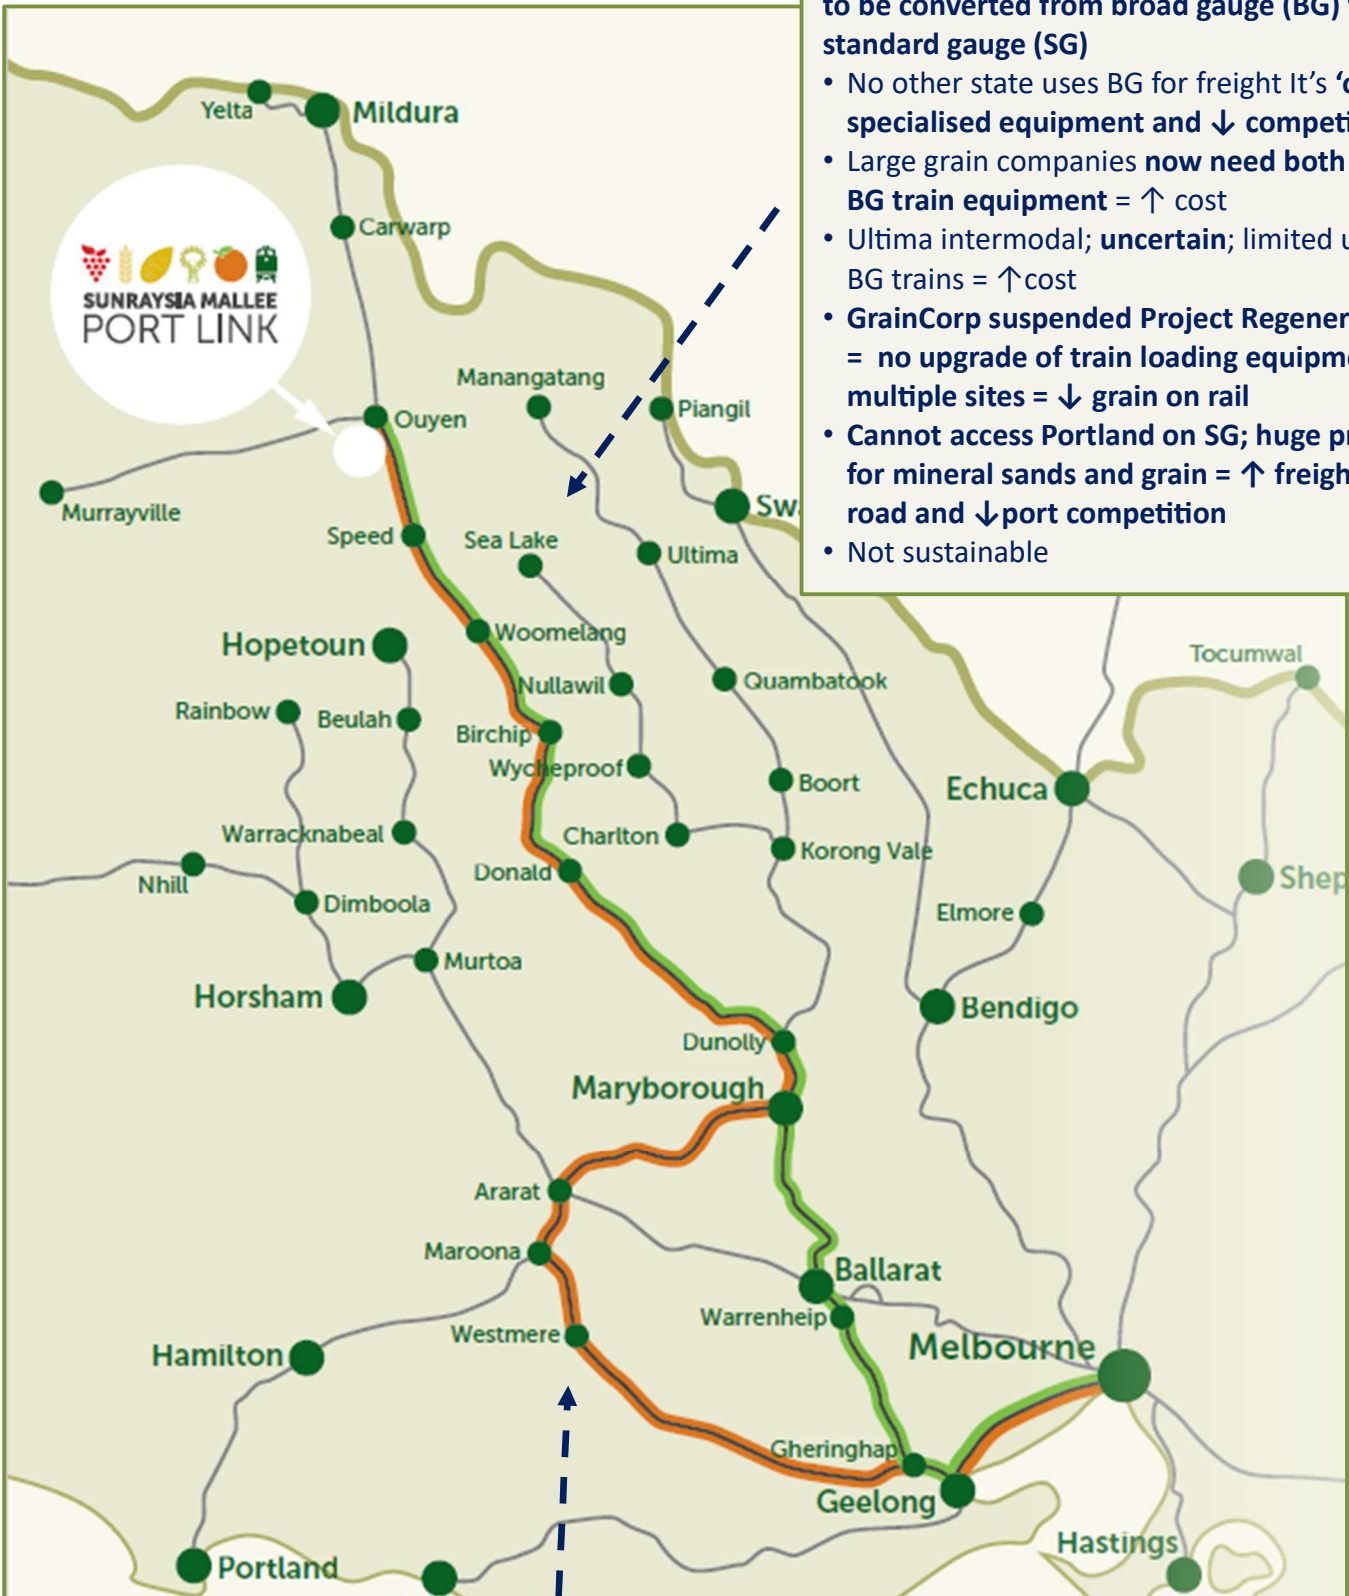 to be converted from broad gauge (BG)
standard gauge (SG)
• No other state uses BG for freight It's
specialised equipment and ↓
• Large grain companies now need both
BG train equipment = ↑ cost
• Ultima intermodal; uncertain; limited
BG trains = ↑cost
• GrainCorp suspended Project
= no upgrade of train loading
multiple sites = ↓ grain on rail
• Cannot access Portland on SG; huge
for mineral sands and grain = ↑
road and ↓port competition
• Not sustainable
Yelta
Mildura
Carwarp
SUNRAYSIA MALLEE
PORT LINK
Manangatang
Piangil
Ouyen
Murrayville
Speed
Sea Lake
Ultima
Hopetoun
Woomelang
Tocumwal
Nullawil
Quambatook
Rainbow
Beulah
Birchip
Wycheproof
Boort
Echuca
Warracknabeal
Charlton
Korong Vale
Nhill
Donald
Dimboola
Elmore
Murtoa
Horsham
Bendigo
Dunolly
Maryborough
Ararat
Maroona
Ballarat
Warrenheip
Westmere
Melbourne
Hamilton
Gheringhap
Geelong
Hastings
Portland